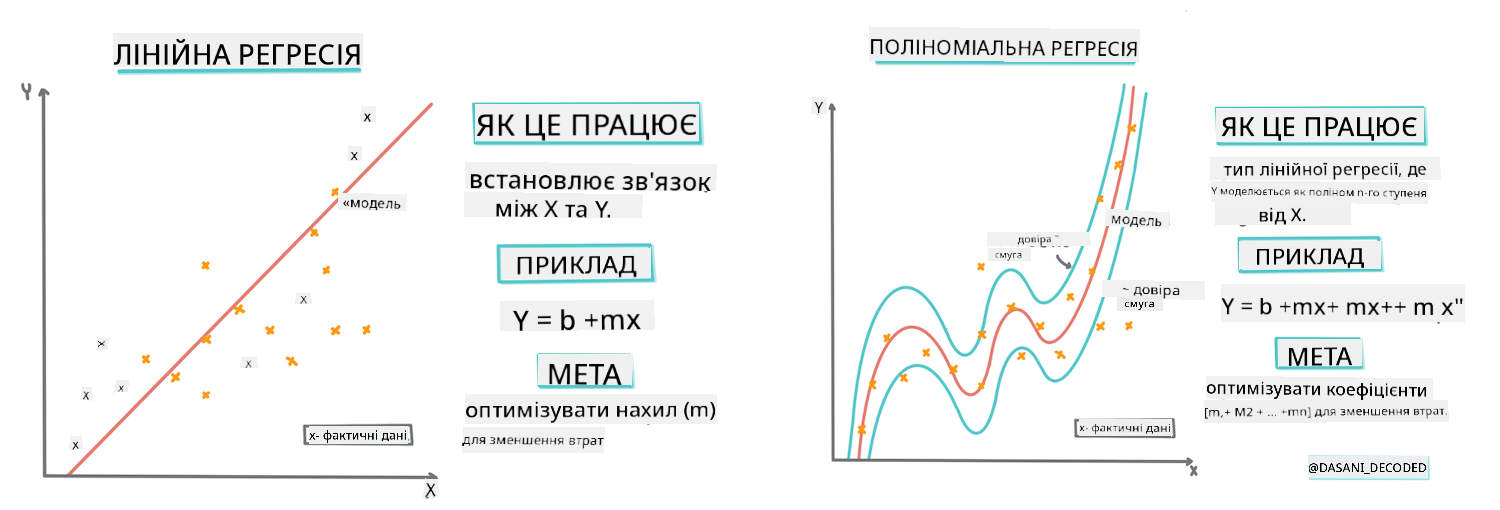 ЛІНІЙНА РЕГРЕСІЯ
Y
x
x
«модель
x
x
x
x
x
x
x- фактичні дані,
X
ЯК ЦЕ ПРАЦЮЄ
встановлює зв'язок
між X та Y.
ПРИКЛАД
Y = b +mx
МЕТА
оптимізувати нахил (m)
для зменшення втрат
ПОЛІНОМІАЛЬНА РЕГРЕСІЯ
Y
модель
довіра ~
смуга
~ довіра
смуга
x- фактичні дані
x
ЯК ЦЕ ПРАЦЮЄ
тип лінійної регресії, де
Y моделюється як поліном n-го ступеня
від X.
ПРИКЛАД
Y = b +mx+ mx++ m x"
МЕТА
оптимізувати коефіцієнти
[m,+ M2 + ... +mn] для зменшення втрат.
@DASANI_DECODED